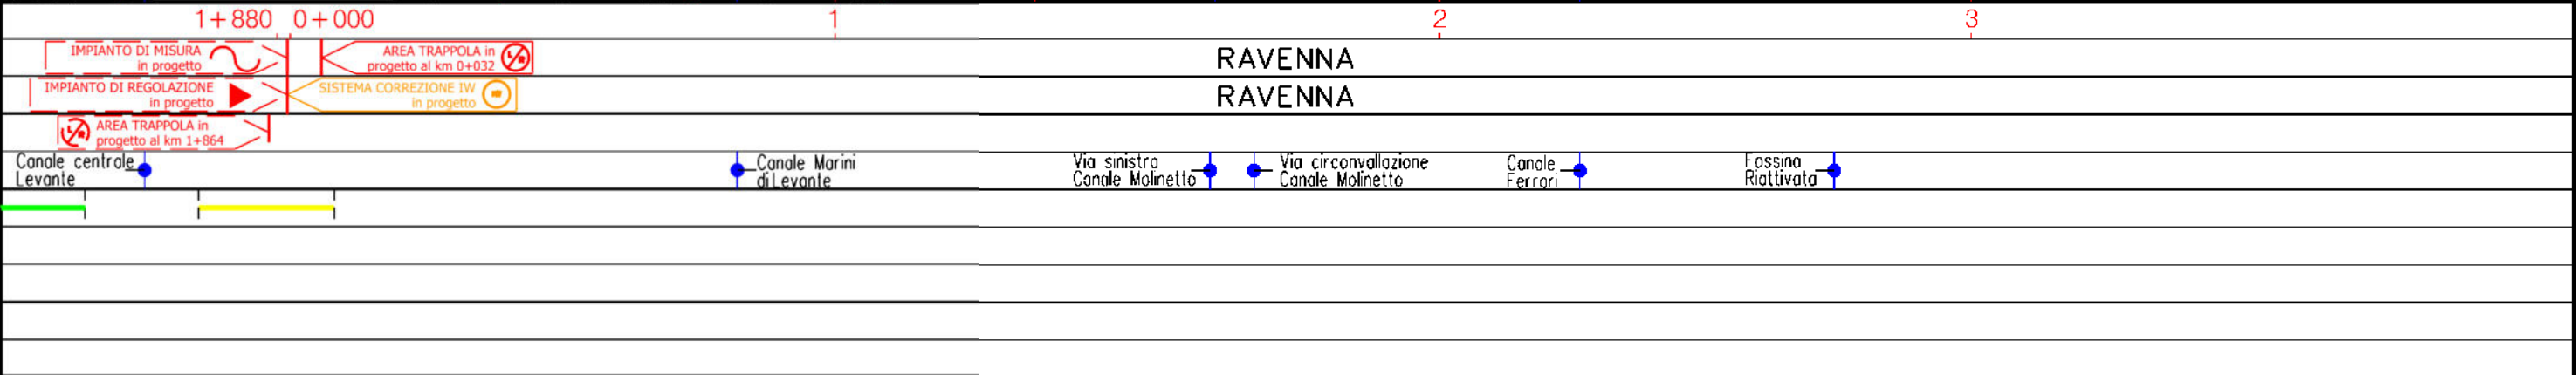 1+880 0+000 1 2 3
IMPIANTO DI MISURA
in progetto
AREA TRAPPOLA in
progetto al km 0+032
RAVENNA
IMPIANTO DI REGOLAZIONE
in progetto
SISTEMA CORREZIONE IW
in progetto
RAVENNA
AREA TRAPPOLA in
progetto al km 1+864
Canale centrale
Levante
Canale Marini
di Levante
Via sinistra
Canale Molinetto
Via circonvallazione
Canale Molinetto
Canale
Ferrari
Fossina
Riattivata